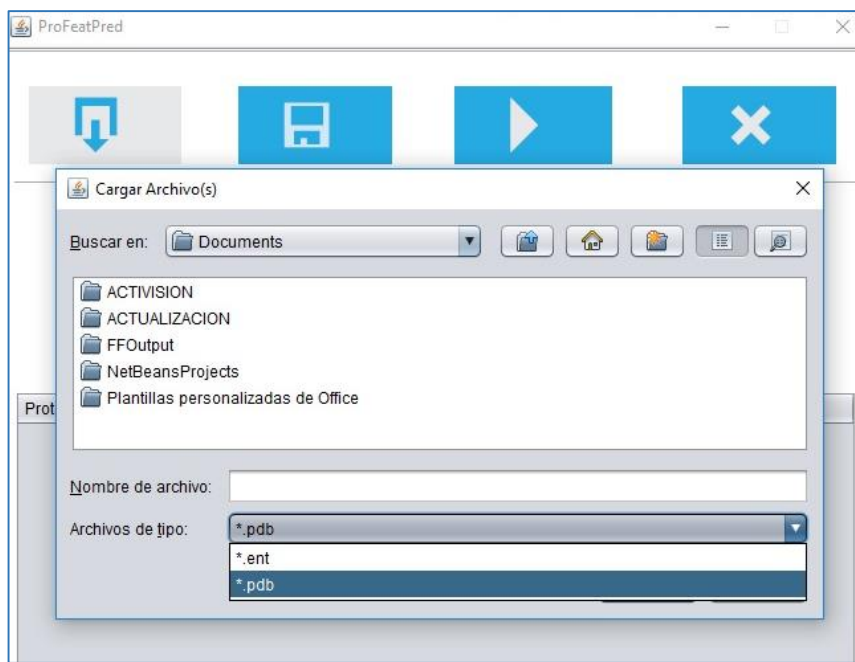 ProFeatPred
Cargar Archivo(s)
Buscar en: Documents
ACTIVISION
ACTUALIZACION
FFOutput
NetBeansProjects
Plantillas personalizadas de Office
Prot
Nombre de archivo:
Archivos de tipo: *.pdb
*.ent
*.pdb